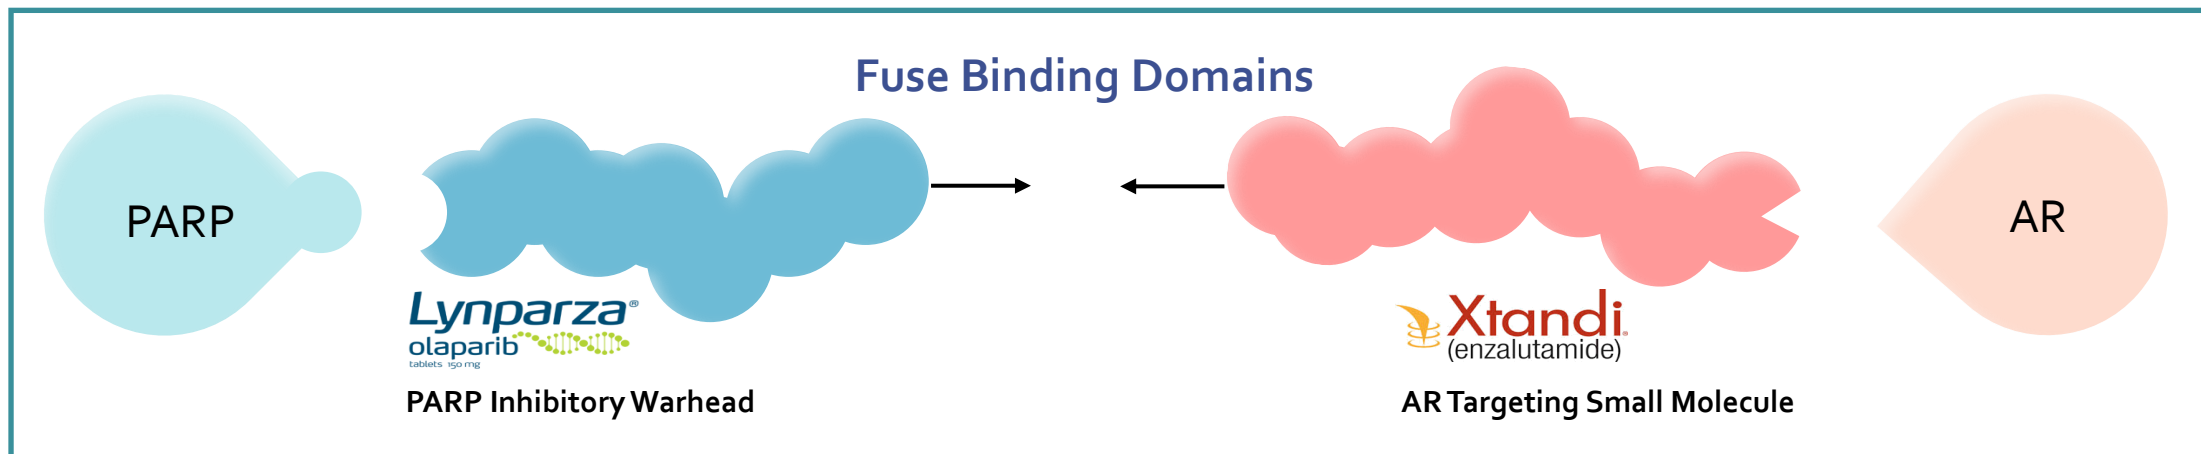 Fuse Binding Domains
PARP
AR
Lynparza®
olaparib
tablets 150 mg
PARP Inhibitory Warhead
Xtandi
(enzalutamide)
AR Targeting Small Molecule